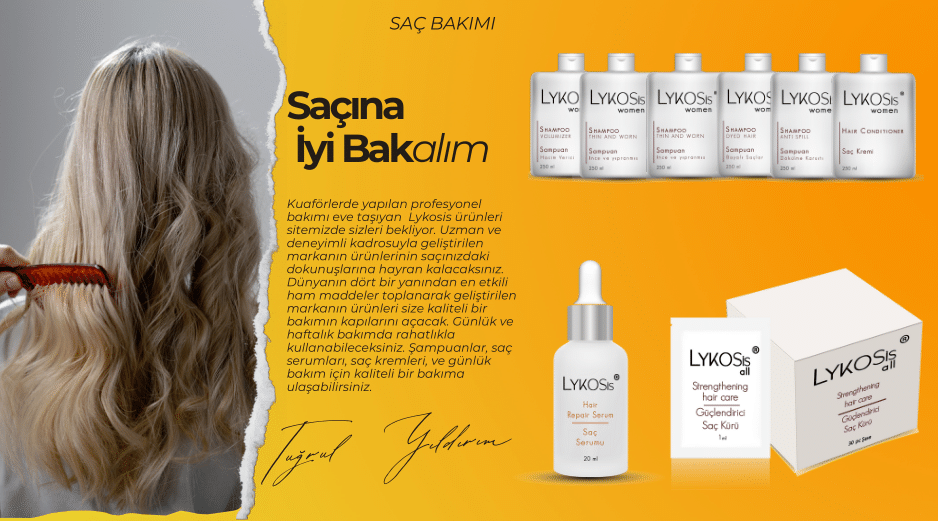 SAÇ BAKIMI
Saçına
İyi Bakalım
Kuaförlerde yapılan profesyonel
bakımı eve taşıyan Lykosis ürünleri
sitemizde sizleri bekliyor. Uzman ve
deneyimli kadrosuyla geliştirilen
markanın ürünlerinin saçınızdaki
dokunuşlarına hayran kalacaksınız.
Dünyanın dört bir yanından en etkili
ham maddeler toplanarak geliştirilen
markanın ürünleri size kaliteli bir
bakımın kapılarını açacak. Günlük ve
haftalık bakımda rahatlıkla
kullanabileceksiniz. Şampuanlar, saç
serumları, saç kremleri, ve günlük
bakım için kaliteli bir bakıma
ulaşabilirsiniz.
Tuğrul Yıldırım
LYKOSis
wo
SHAMPOO
VOLUMIZER
Şampuan
Hacim Verici
250 ml
LYKOSis
women
SHAMPOO
THIN AND WORN
Şampuan
İnce ve yıpranmış
250 ml
LYKOSis®
women
SHAMPOO
THIN AND WORN
Şampuan
İnce ve yıpranmış
250 ml
LYKOSis
wo
SHAMPOO
DYED HAIR
Şampuan
Boyalı Saçlar
250 ml
LYKOSis®
women
SHAMPOO
ANTI SPILL
Şampuan
Dökülme Karşıtı
250 ml
LYKOSis®
women
HAIR CONDITIONER
Saç Kremi
250 ml
LYKOSis®
Hair
Repair Serum
Saç
Serumu
20 ml
LYKOSis®
all
Strengthening
hair care
Güçlendirici
Saç Kürü
1 ml
LYKOSis®
all
Strengthening
hair care
Güçlendirici
Saç Kürü